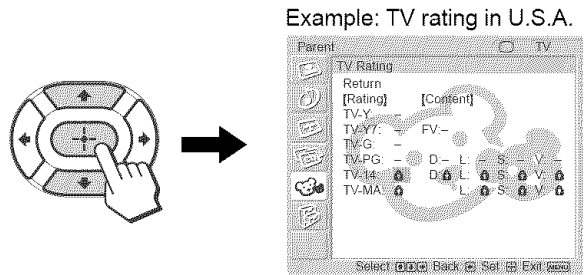 Example: TV rating in U.S.A.
Parent TV
TV Rating
Return
[Rating] [Content]
TV-Y: –
TV-Y7: – FV:–
TV-G: –
TV-PG: – D:– L: – S: – V: –
TV-14: D: L: S: V:
TV-MA: L: S: V:
Select Back Set Exit MENU